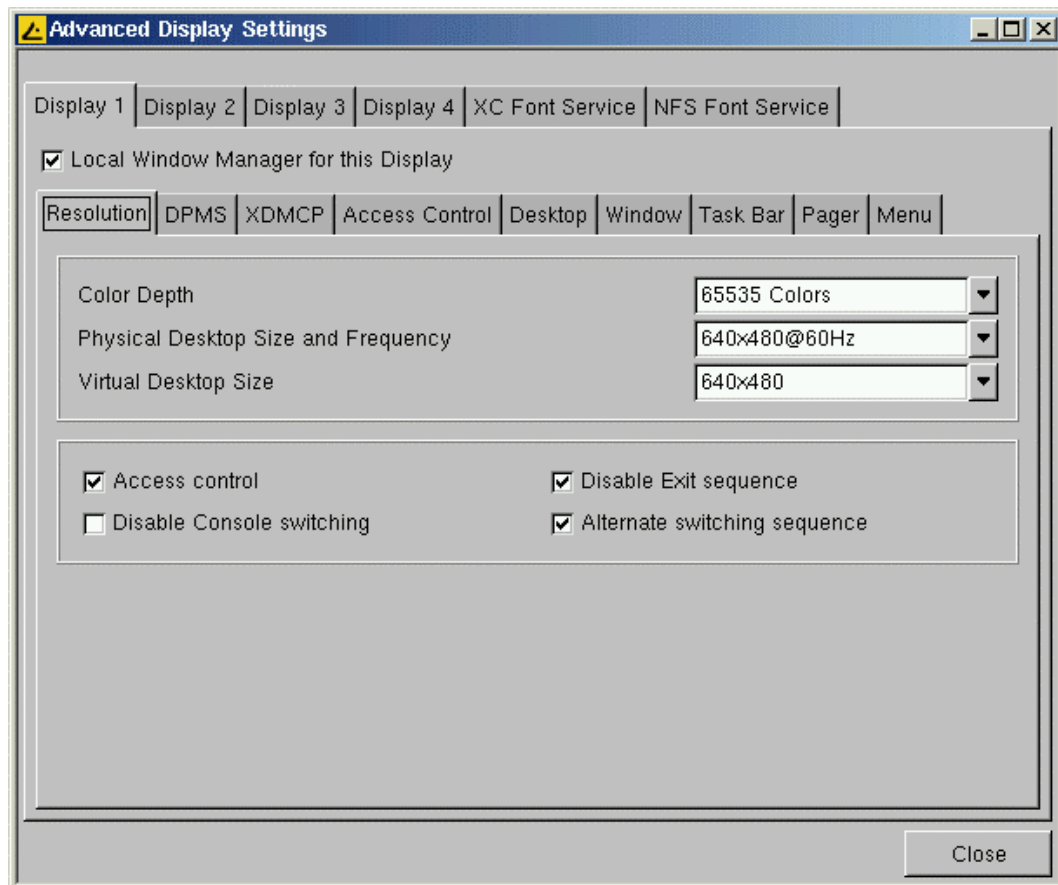 Advanced Display Settings
Display 1 Display 2 Display 3 Display 4 XC Font Service NFS Font Service
Local Window Manager for this Display
Resolution DPMS XDMCP Access Control Desktop Window Task Bar Pager Menu
Color Depth 65535 Colors
Physical Desktop Size and Frequency 640x480@60Hz
Virtual Desktop Size 640x480
Access control Disable Exit sequence
Disable Console switching Alternate switching sequence
Close